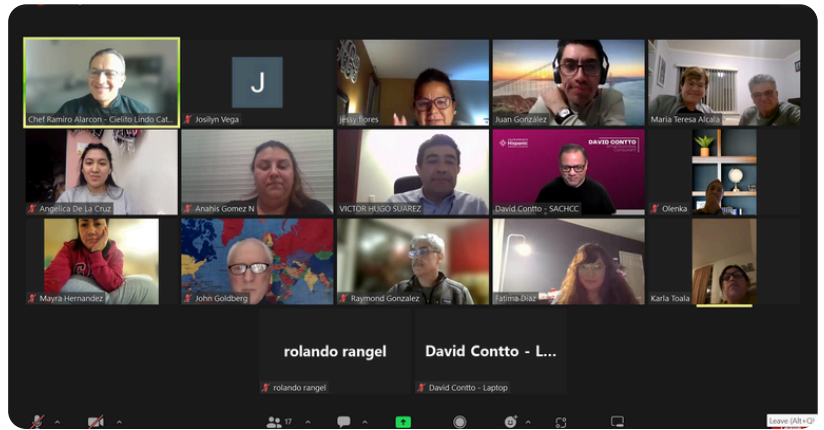 Chef Ramiro Alarcon - Cielito Lindo Cat...
J
Josilyn Vega
jessy flores
Juan González
Maria Teresa Alcala
Angelica De La Cruz
Anahis Gomez N
VICTOR HUGO SUAREZ
Hispanic
DAVID CONTTO
David Contto - SACHCC
Olenka
Mayra Hernandez
John Goldberg
Raymond Gonzalez
Fatima Diaz
Karla Toala
rolando rangel
rolando rangel
David Contto - L...
David Contto - Laptop
17
Leave (Alt+Q)